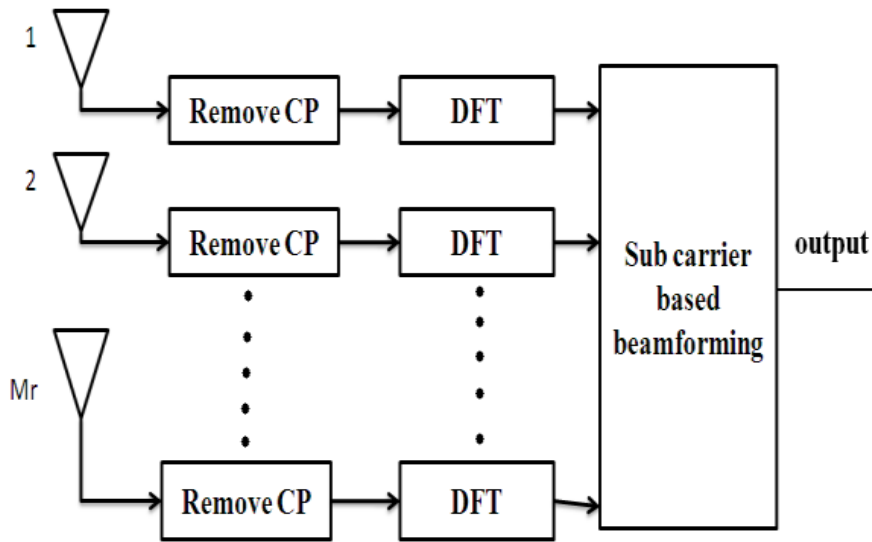 1
Remove CP
DFT
2
Remove CP
DFT
Sub carrier
based
beamforming
output
Mr
Remove CP
DFT